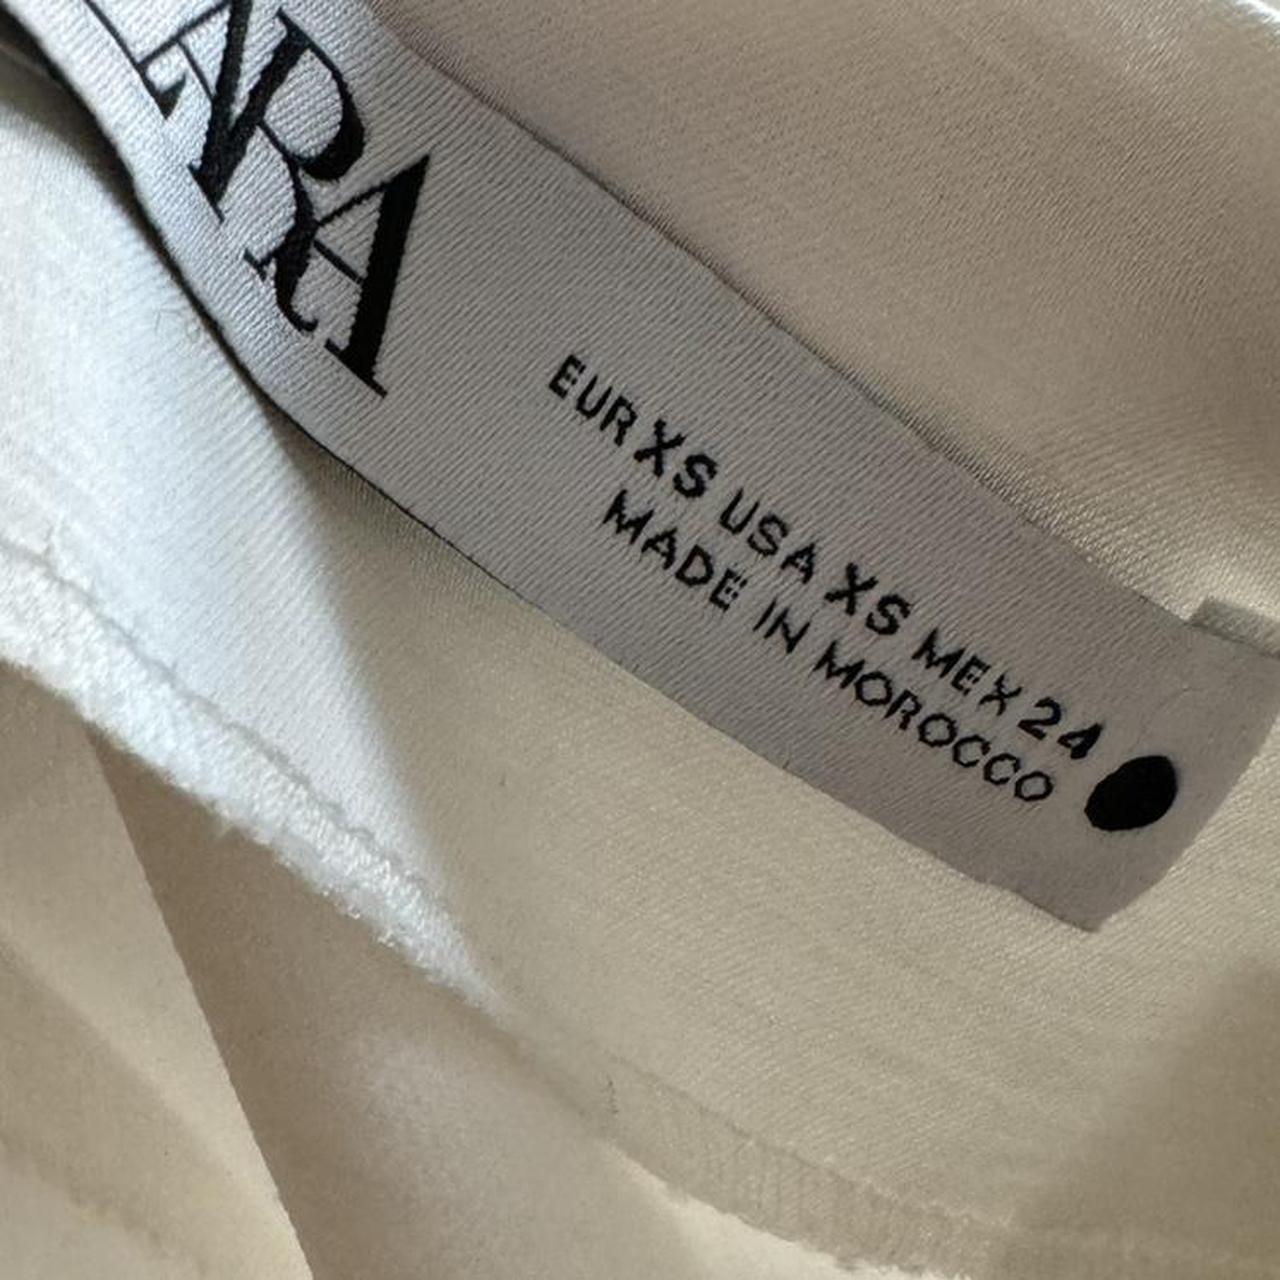 ZARA
EUR XS USA XS MEX 24
MADE IN MOROCCO